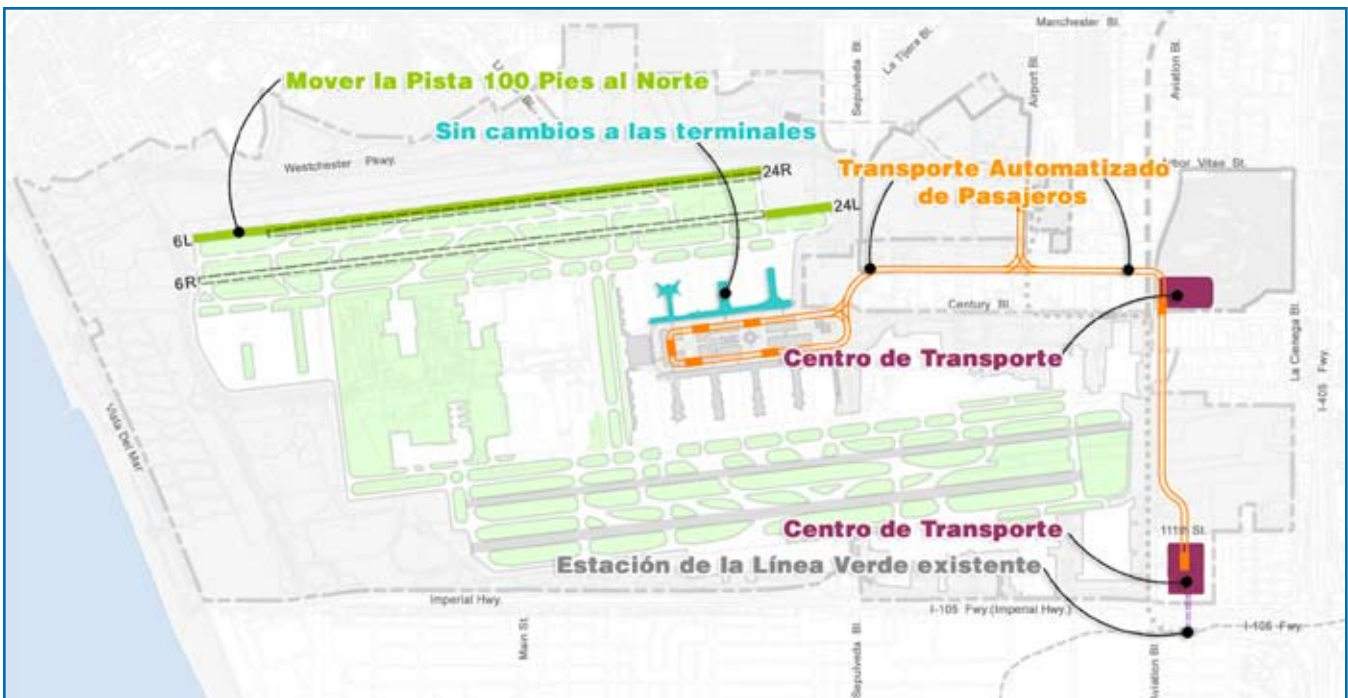 Manchester Bl.
La Tijera Bl.
Sepulveda Bl.
Airport Bl.
Aviation Bl.
Mover la Pista 100 Pies al Norte
Sin cambios a las terminales
Westchester Pkwy.
Transporte Automatizado
de Pasajeros
Arbor Vitae St.
24R
24L
6L
6R
Century Bl.
Centro de Transporte
La Cienega Bl.
I-405 Fwy.
Vista Del Mar
Centro de Transporte
111th St.
Estación de la Línea Verde existente
Imperial Hwy.
I-105 Fwy.(Imperial Hwy.)
I-105 Fwy.
Main St.
Sepulveda Bl.
Aviation Bl